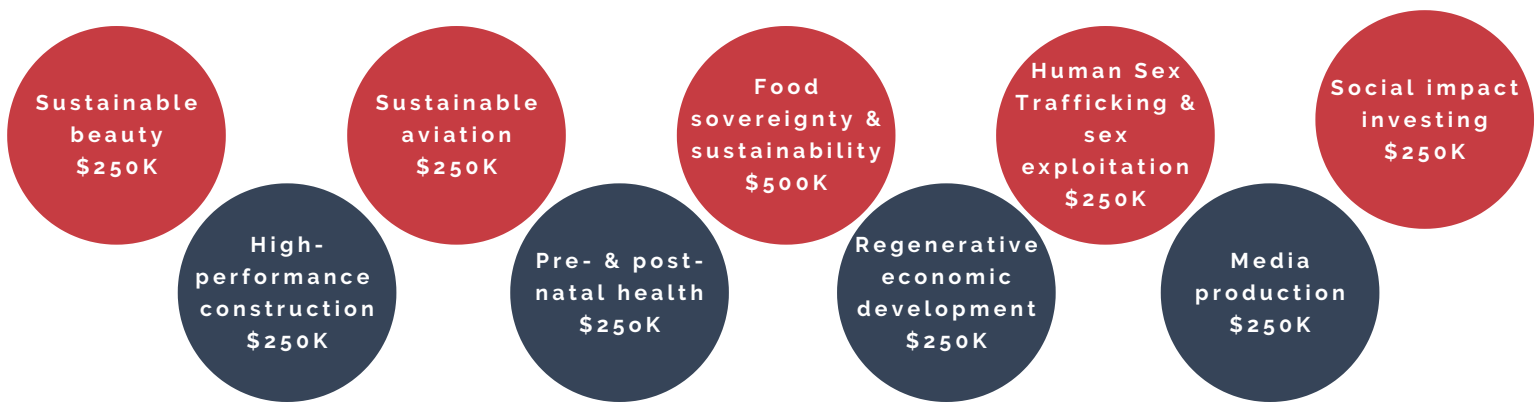 Sustainable
beauty
$250K
High-
performance
construction
$250K
Sustainable
aviation
$250K
Pre- & post-
natal health
$250K
Food
sovereignty &
sustainability
$500K
Regenerative
economic
development
$250K
Human Sex
Trafficking &
sex
exploitation
$250K
Media
production
$250K
Social impact
investing
$250K